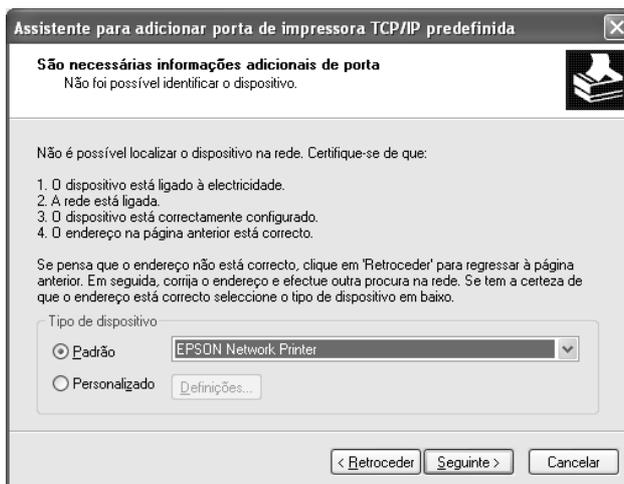 Assistente para adicionar porta de impressora TCP/IP predefinida
São necessárias informações adicionais de porta
Não foi possível identificar o dispositivo.
Não é possível localizar o dispositivo na rede. Certifique-se de que:
1. O dispositivo está ligado à electricidade.
2. A rede está ligada.
3. O dispositivo está correctamente configurado.
4. O endereço na página anterior está correcto.
Se pensa que o endereço não está correcto, clique em 'Retroceder' para regressar à página
anterior. Em seguida, corrija o endereço e efectue outra procura na rede. Se tem a certeza de
que o endereço está correcto seleccione o tipo de dispositivo em baixo.
Tipo de dispositivo
Padrão EPSON Network Printer
Personalizado Definições...
< Retroceder Seguinte > Cancelar